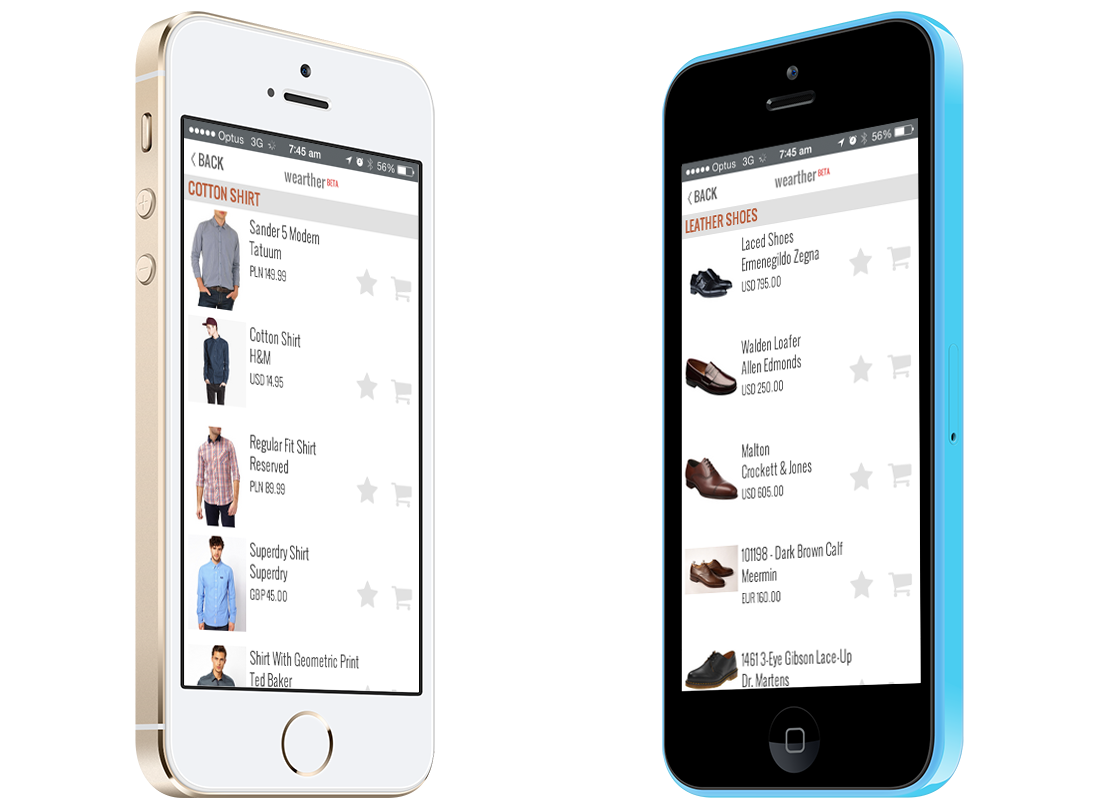 Optus 3G 7:45 am 56%
BACK
wearther BETA
COTTON SHIRT
Sander 5 Modern
Tatuum
PLN 149.99
Cotton Shirt
H&M
USD 14.95
Regular Fit Shirt
Reserved
PLN 89.99
Superdry Shirt
Superdry
GBP 45.00
Shirt With Geometric Print
Ted Baker
Optus 3G 7:45 am 56%
BACK
wearther BETA
LEATHER SHOES
Laced Shoes
Ermenegildo Zegna
USD 795.00
Walden Loafer
Allen Edmonds
USD 250.00
Malton
Crockett & Jones
USD 605.00
101198 - Dark Brown Calf
Meermin
EUR 160.00
1461 3-Eye Gibson Lace-Up
Dr. Martens